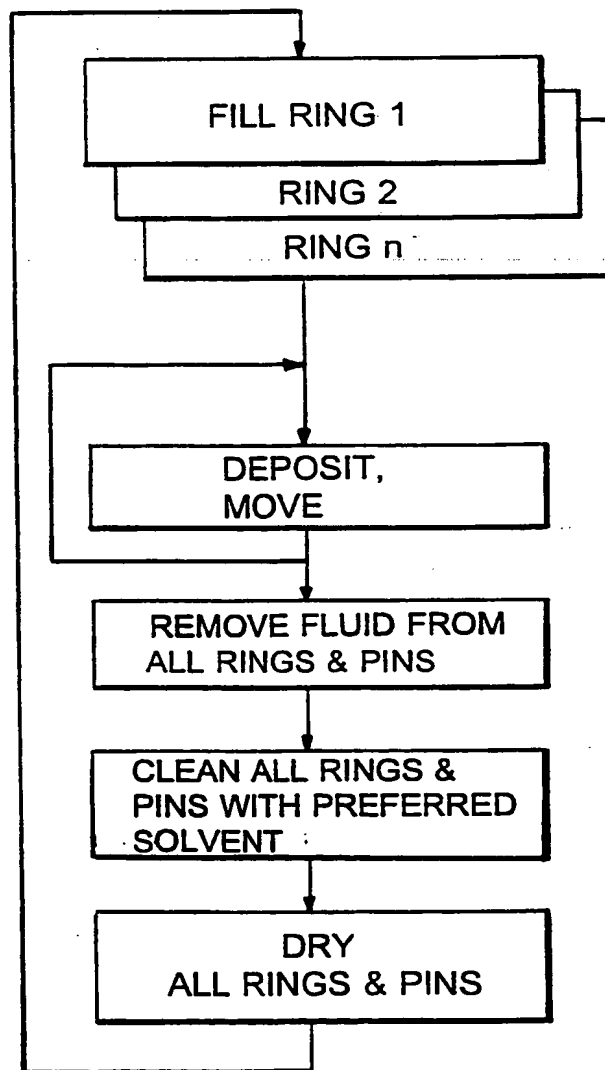 FILL RING 1
RING 2
RING n
DEPOSIT,
MOVE
REMOVE FLUID FROM
ALL RINGS & PINS
CLEAN ALL RINGS &
PINS WITH PREFERRED
SOLVENT
DRY
ALL RINGS & PINS